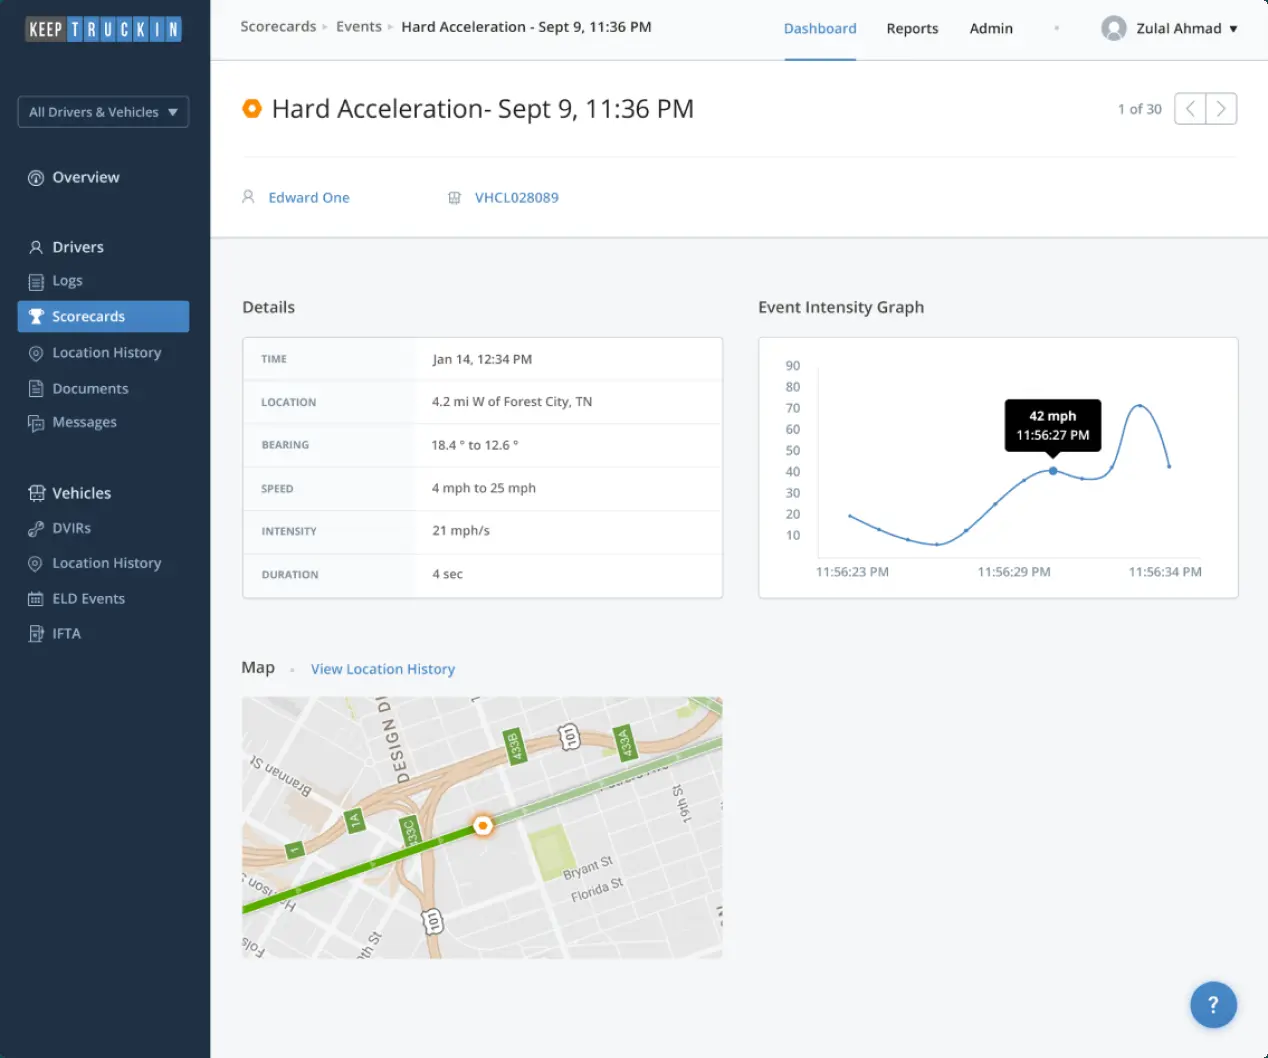 KEEP TRUCKIN
Scorecards ▸ Events ▸ Hard Acceleration - Sept 9, 11:36 PM
Dashboard Reports Admin Zulal Ahmad ▼
All Drivers & Vehicles ▼
Overview
Drivers
Logs
Scorecards
Location History
Documents
Messages
Vehicles
DVIRs
Location History
ELD Events
IFTA
Hard Acceleration- Sept 9, 11:36 PM
1 of 30
Edward One
VHCL028089
Details
TIME Jan 14, 12:34 PM
LOCATION 4.2 mi W of Forest City, TN
BEARING 18.4 ° to 12.6 °
SPEED 4 mph to 25 mph
INTENSITY 21 mph/s
DURATION 4 sec
Event Intensity Graph
90
80
70
60
50
40
30
20
10
42 mph
11:56:27 PM
11:56:23 PM 11:56:29 PM 11:56:34 PM
Map
View Location History
DESIGN DI
433B
101
433A
Brannan St
19th St
1A
433C
1
Bryant St
Florida St
101
?